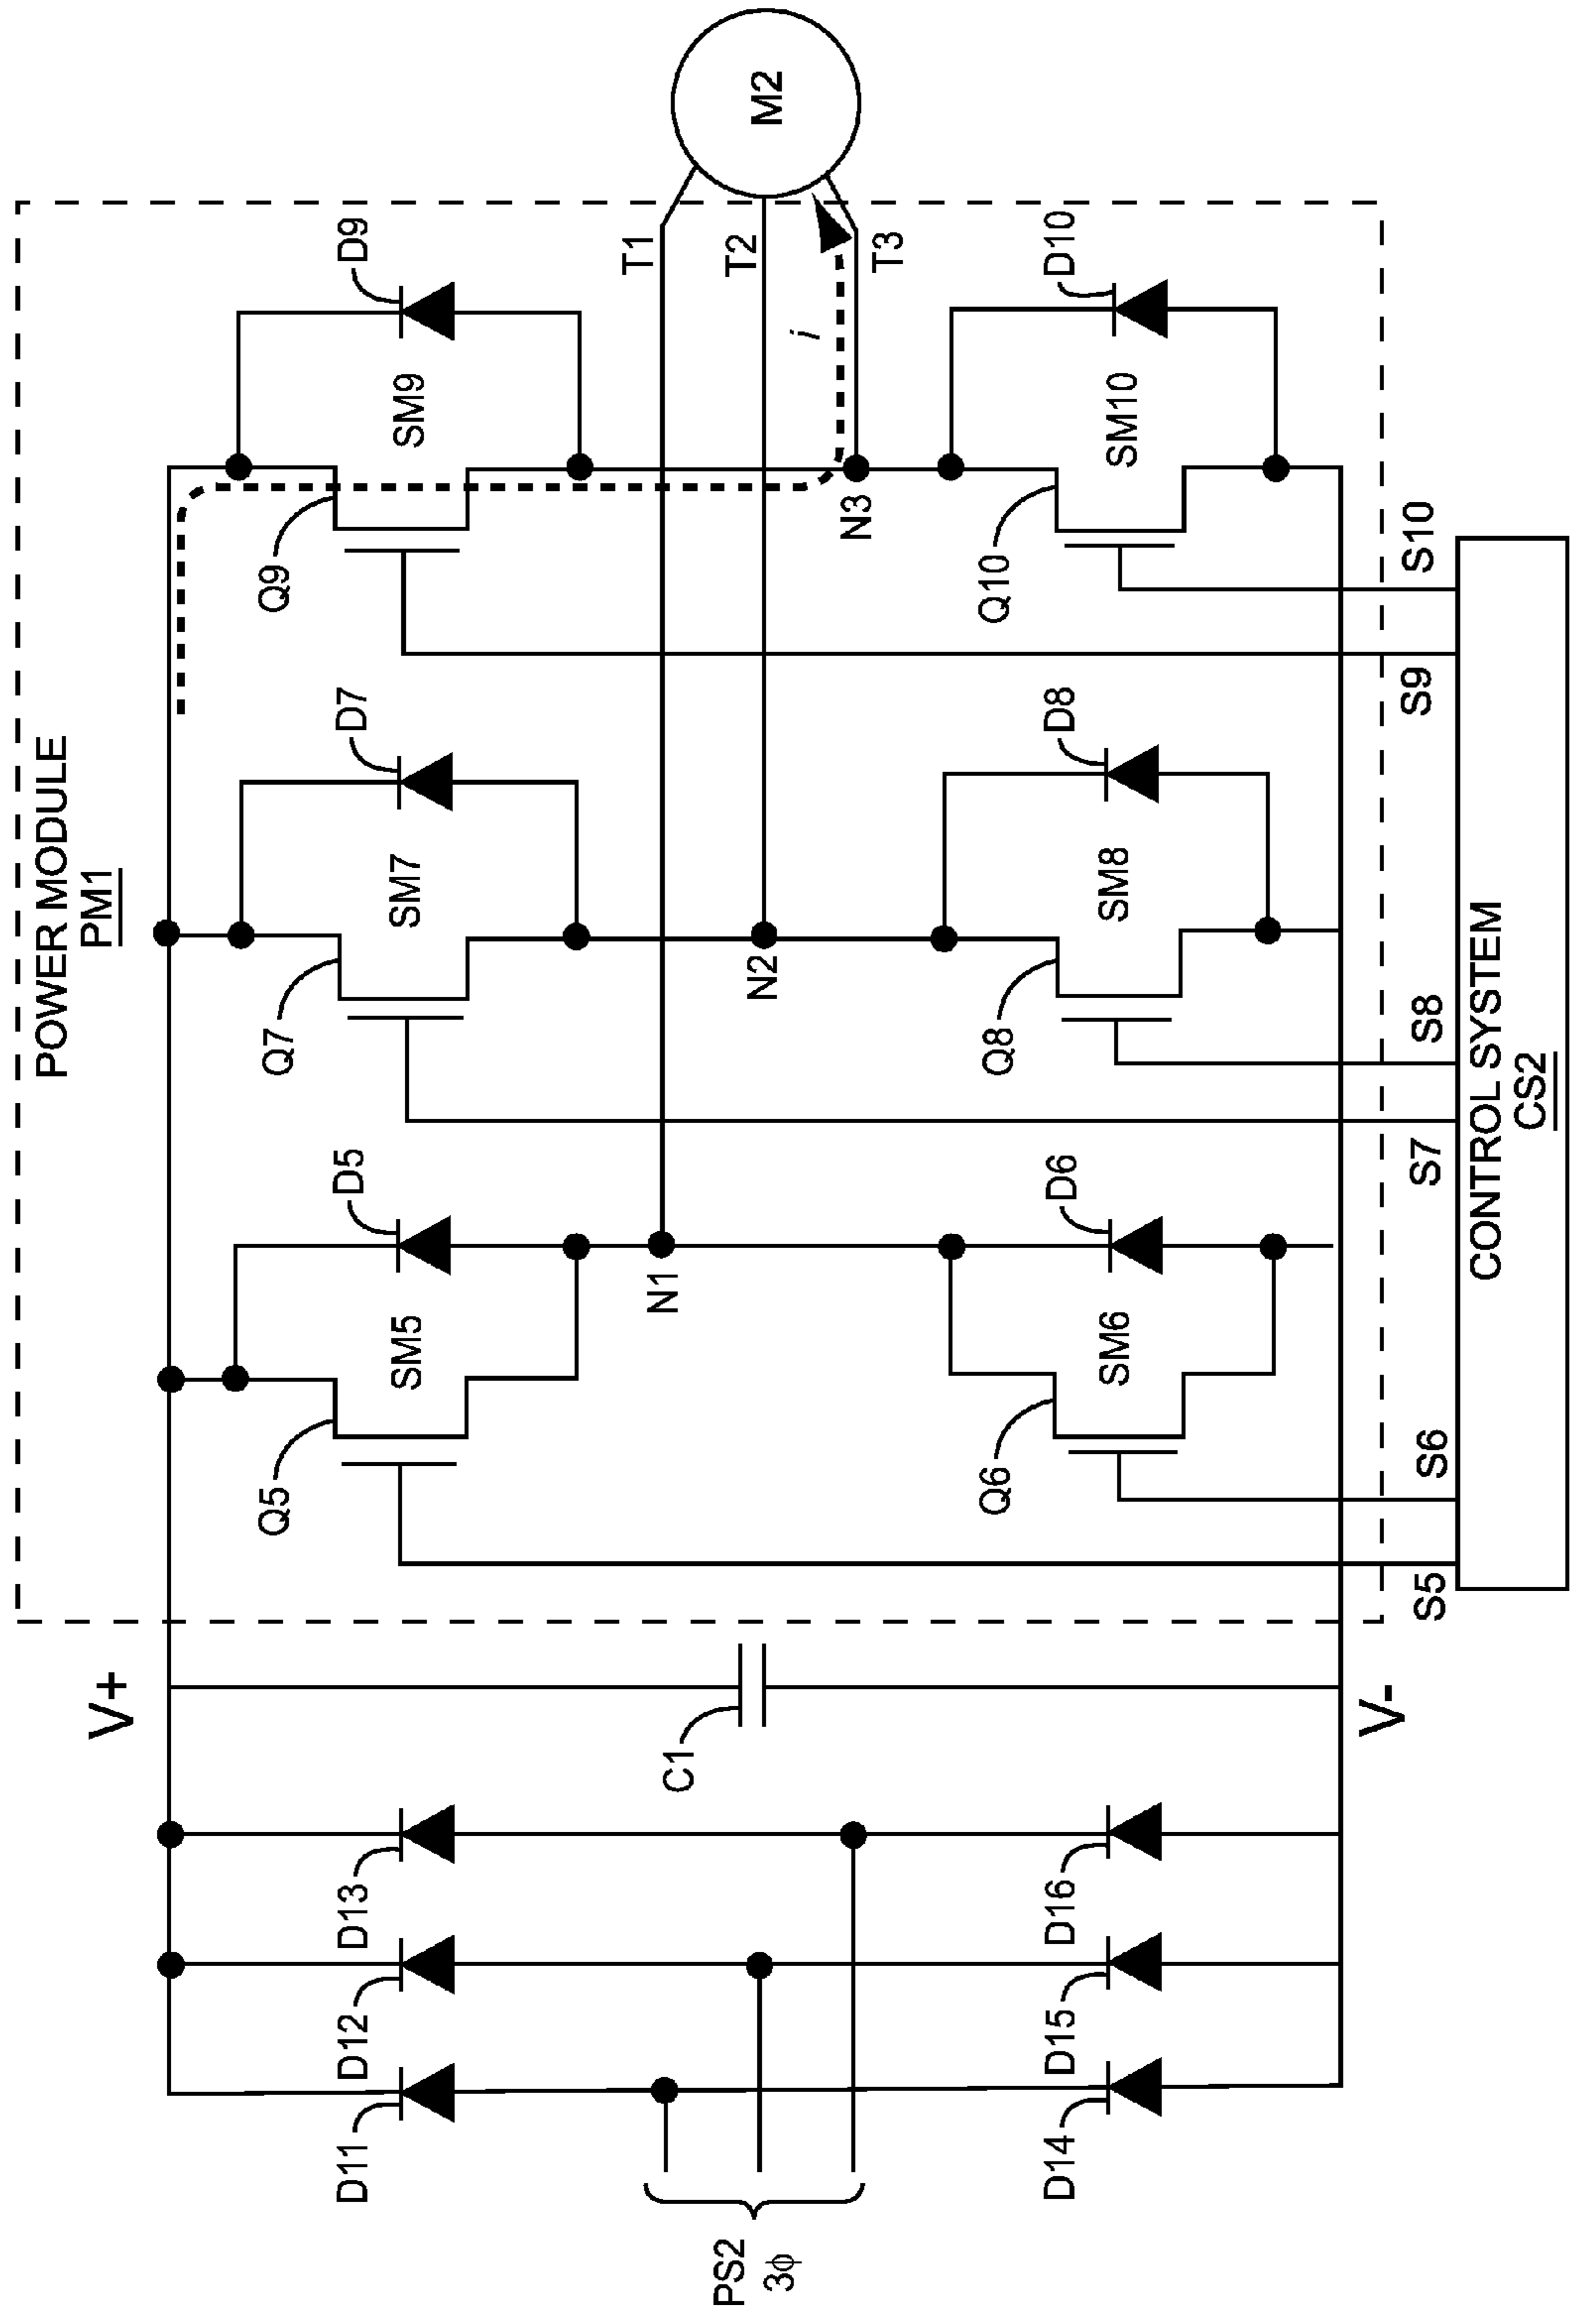 POWER MODULE
PM1
V+
D11
D12
D13
C1
Q5
SM5
D5
Q7
SM7
D7
Q9
SM9
D9
PS2
3ϕ
N1
N2
N3
i
T1
T2
T3
M2
D14
D15
D16
Q6
SM6
D6
Q8
SM8
D8
Q10
SM10
D10
V-
S5
S6
S7
S8
S9
S10
CONTROL SYSTEM
CS2